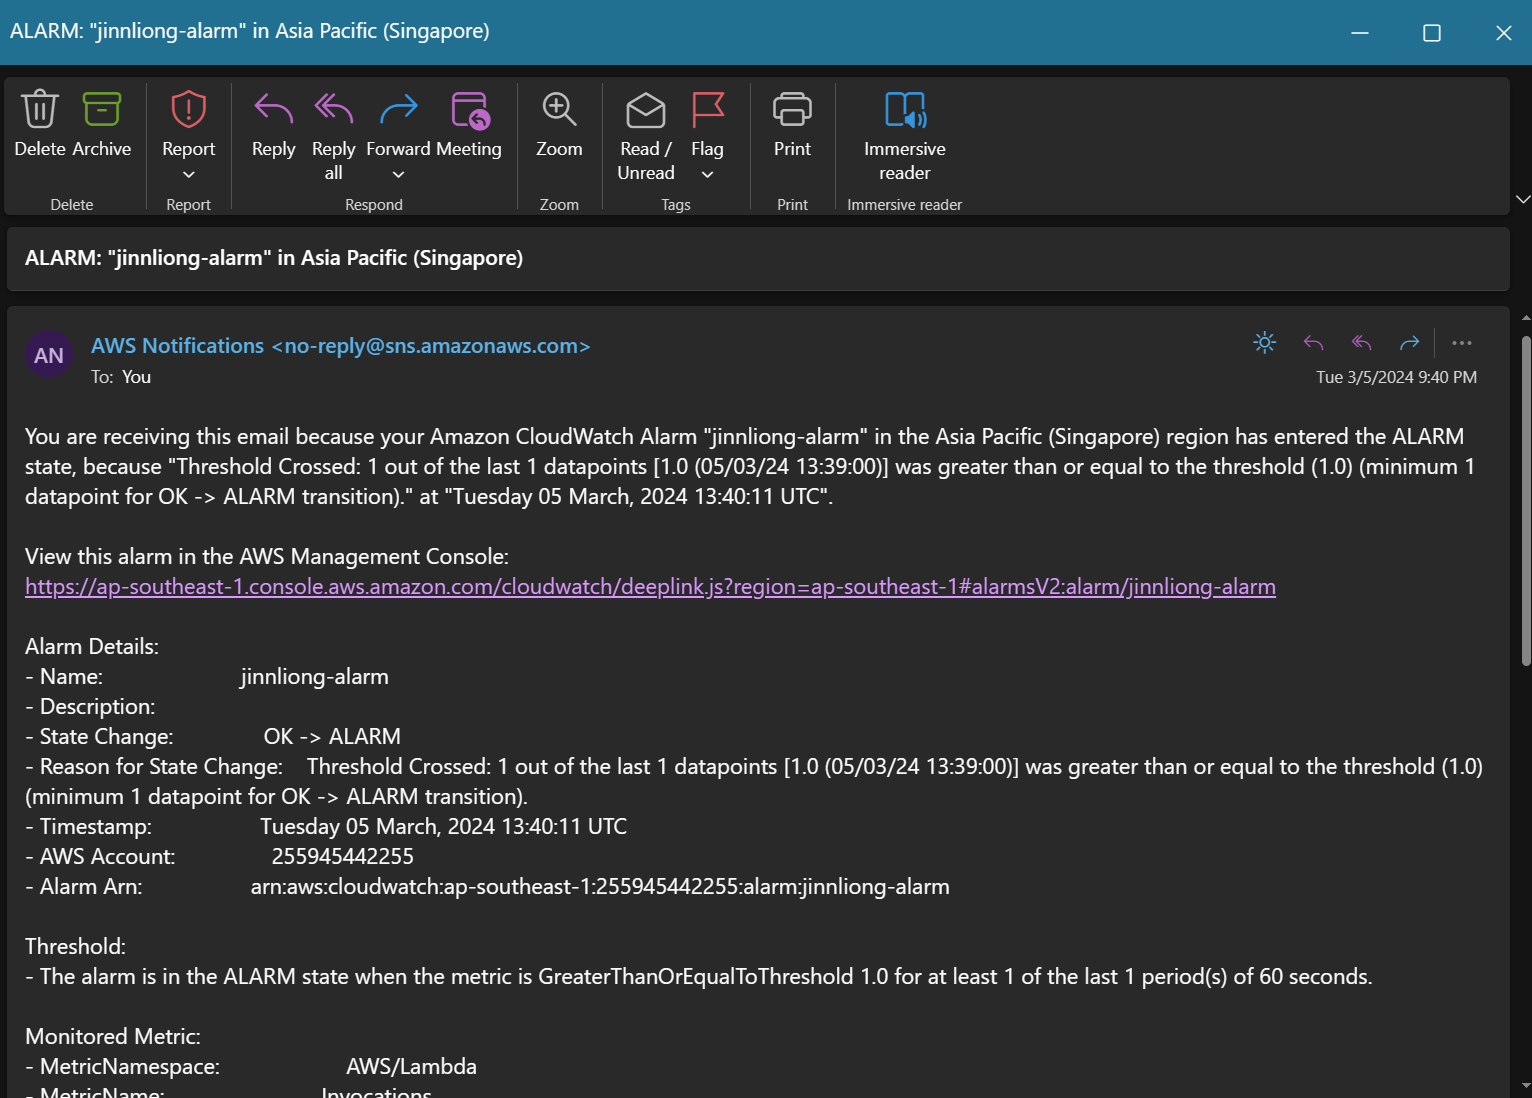 ALARM: "jinnliong-alarm" in Asia Pacific (Singapore)
Delete Archive Report Reply Reply all Forward Meeting Zoom Read / Unread Flag Print Immersive reader
Delete Report Respond Zoom Tags Print Immersive reader
ALARM: "jinnliong-alarm" in Asia Pacific (Singapore)
AN
AWS Notifications <no-reply@sns.amazonaws.com>
To: You
Tue 3/5/2024 9:40 PM
You are receiving this email because your Amazon CloudWatch Alarm "jinnliong-alarm" in the Asia Pacific (Singapore) region has entered the ALARM
state, because "Threshold Crossed: 1 out of the last 1 datapoints [1.0 (05/03/24 13:39:00)] was greater than or equal to the threshold (1.0) (minimum 1
datapoint for OK -> ALARM transition)." at "Tuesday 05 March, 2024 13:40:11 UTC".
View this alarm in the AWS Management Console:
https://ap-southeast-1.console.aws.amazon.com/cloudwatch/deeplink.js?region=ap-southeast-1#alarmsV2:alarm/jinnliong-alarm
Alarm Details:
- Name: jinnliong-alarm
- Description:
- State Change: OK -> ALARM
- Reason for State Change: Threshold Crossed: 1 out of the last 1 datapoints [1.0 (05/03/24 13:39:00)] was greater than or equal to the threshold (1.0)
(minimum 1 datapoint for OK -> ALARM transition).
- Timestamp: Tuesday 05 March, 2024 13:40:11 UTC
- AWS Account: 255945442255
- Alarm Arn: arn:aws:cloudwatch:ap-southeast-1:255945442255:alarm:jinnliong-alarm
Threshold:
- The alarm is in the ALARM state when the metric is GreaterThanOrEqualToThreshold 1.0 for at least 1 of the last 1 period(s) of 60 seconds.
Monitored Metric:
- MetricNamespace: AWS/Lambda
- MetricName: Invocations